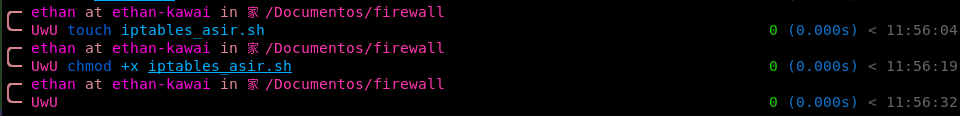 ethan at ethan-kawai in 家 /Documentos/firewall
UwU touch iptables_asir.sh 0 (0.000s) < 11:56:04
ethan at ethan-kawai in 家 /Documentos/firewall
UwU chmod +x iptables_asir.sh 0 (0.000s) < 11:56:19
ethan at ethan-kawai in 家 /Documentos/firewall
UwU 0 (0.000s) < 11:56:32